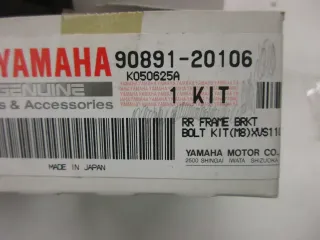 YAMAHA 90891-20106
K050625A
GENUINE
s & Accessories 1 KIT
RR FRAME BRKT
BOLT KIT(M8)XVS110
MADE IN JAPAN
YAMAHA MOTOR CO.
2500 SHINGAI IWATA SHIZUOKA